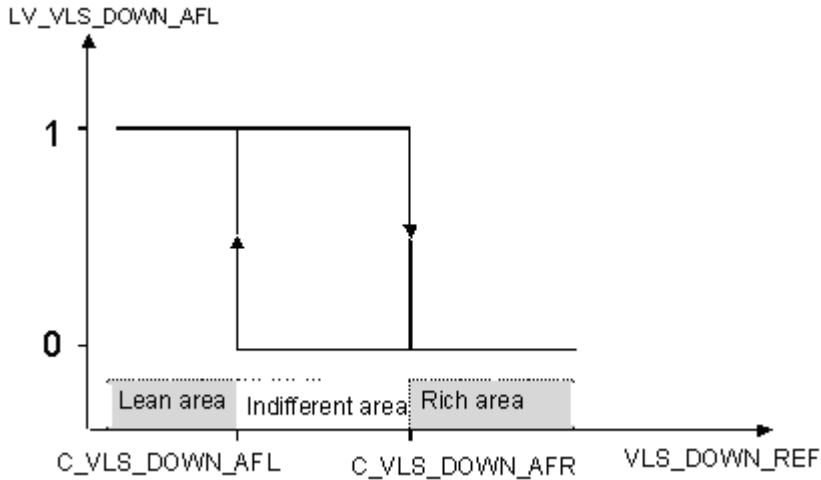 LV_VLS_DOWN_AFL
1
0
Lean area
Indifferent area
Rich area
C_VLS_DOWN_AFL
C_VLS_DOWN_AFR
VLS_DOWN_REF